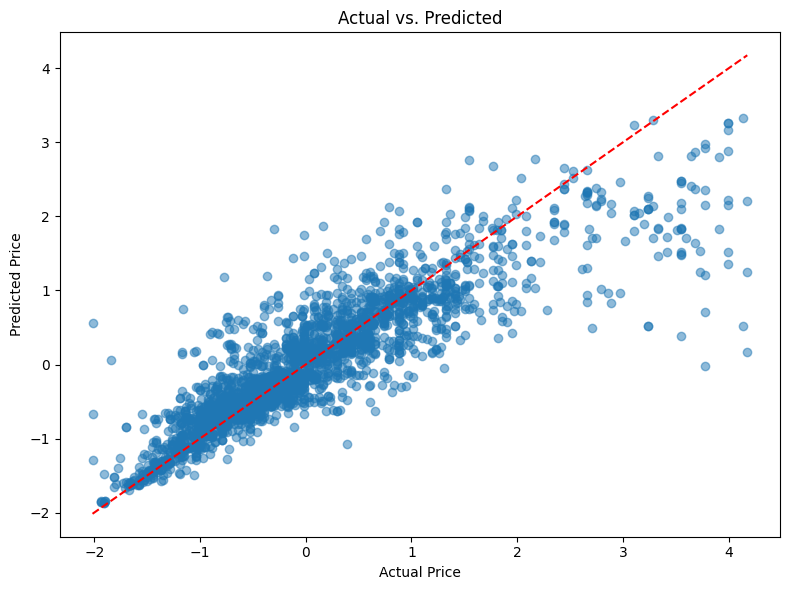 Actual vs. Predicted
4
3
2
1
0
−1
−2
Predicted Price
−2 −1 0 1 2 3 4
Actual Price